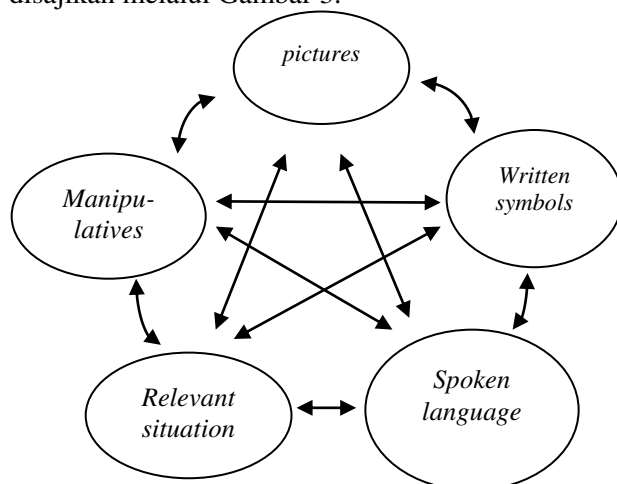 disajikan melalui Gambar 3.
pictures
Written
symbols
Manipu-
latives
Spoken
language
Relevant
situation